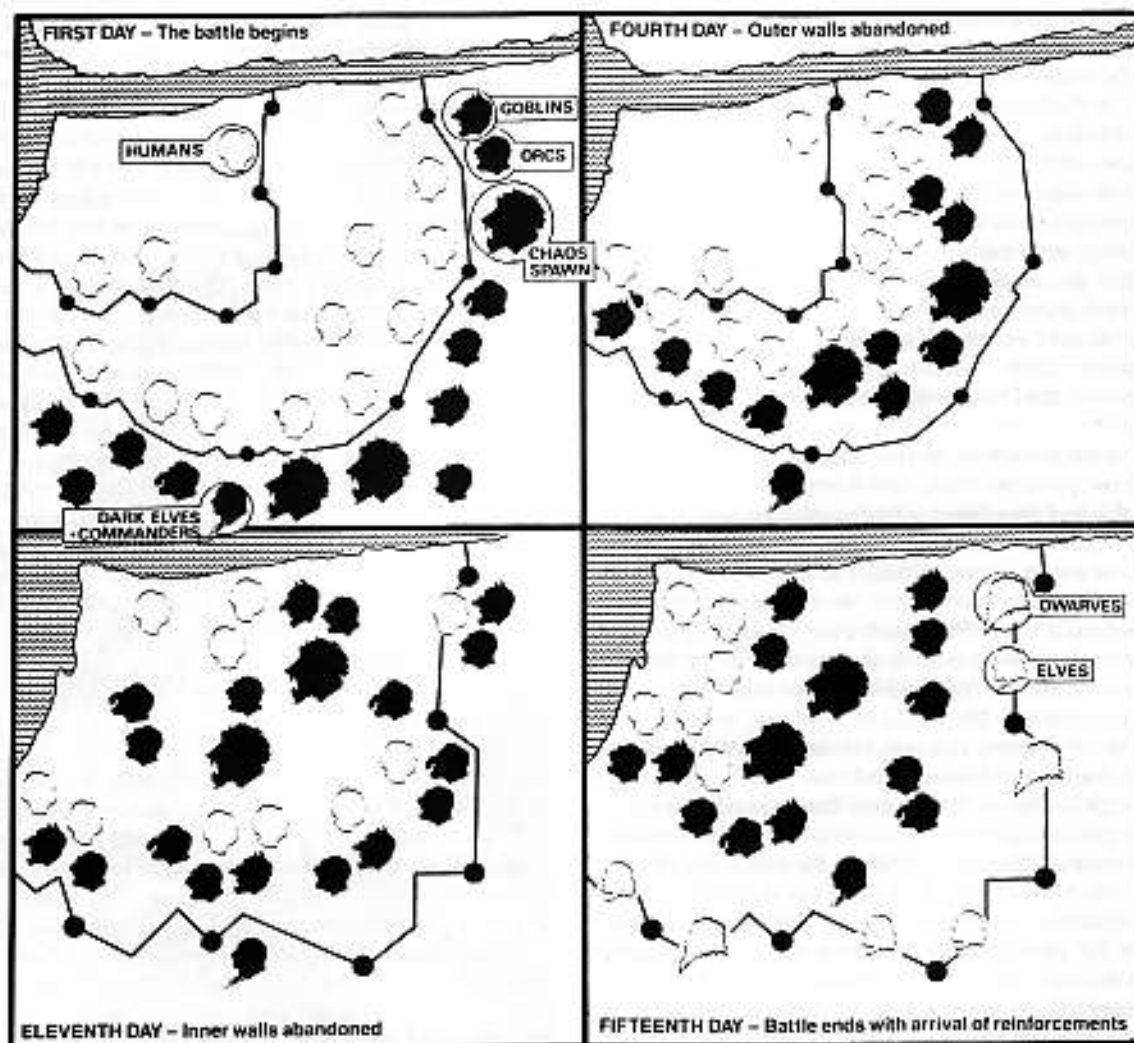 FIRST DAY – The battle begins
HUMANS
GOBLINS
ORCS
CHAOS
SPAWN
DARK ELVES
+COMMANDERS
FOURTH DAY – Outer walls abandoned
ELEVENTH DAY – Inner walls abandoned
DWARVES
ELVES
FIFTEENTH DAY – Battle ends with arrival of reinforcements